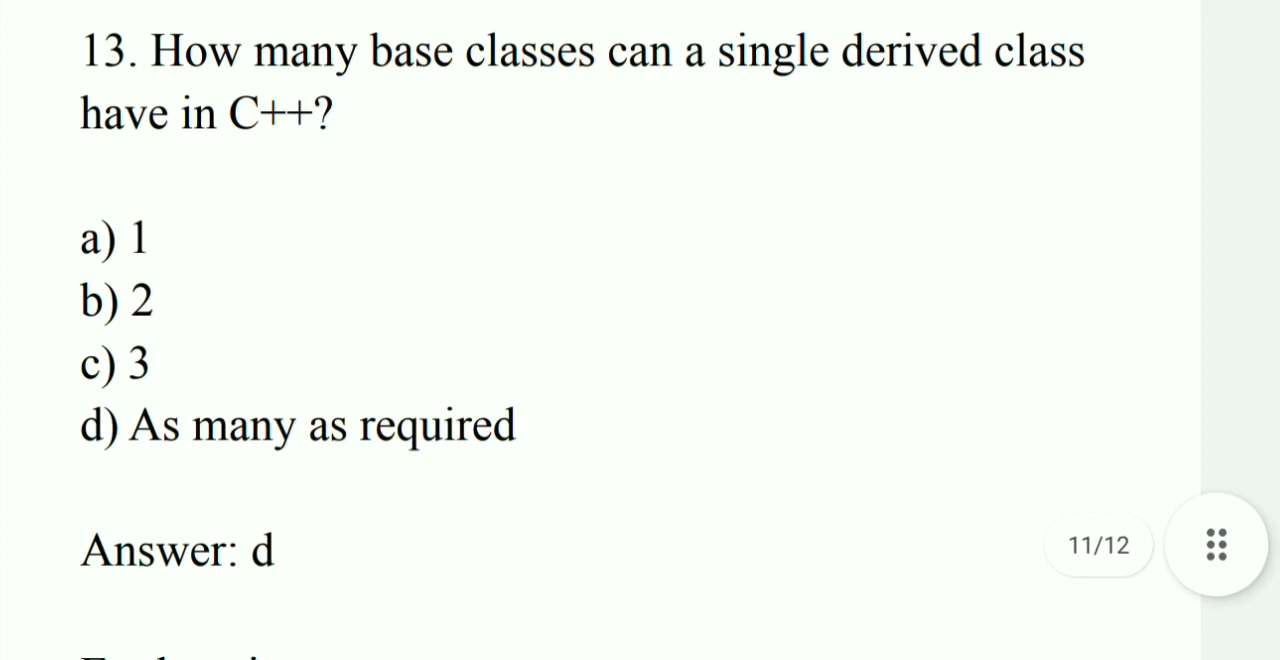 13. How many base classes can a single derived class
have in C++?
a) 1
b) 2
c) 3
d) As many as required
Answer: d
11/12